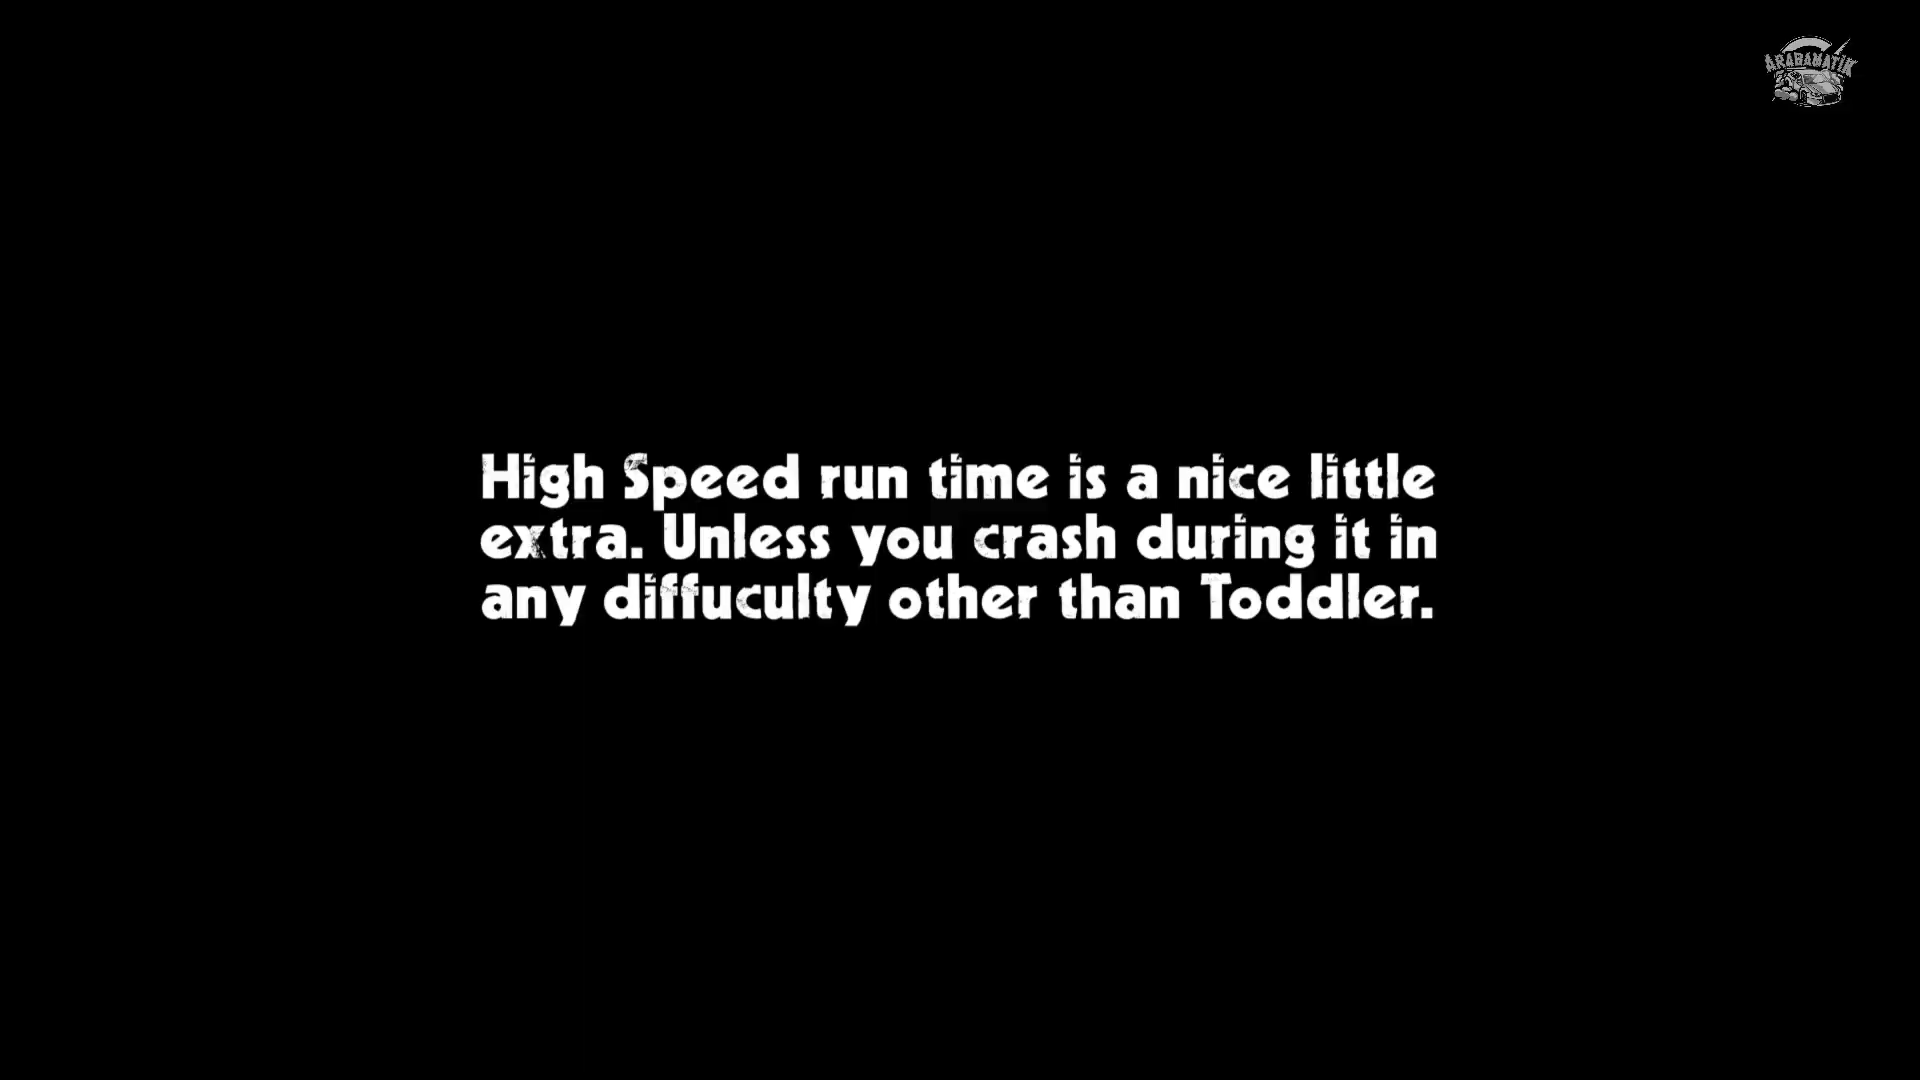 ARABAMATİK
High Speed run time is a nice little
extra. Unless you crash during it in
any diffuculty other than Toddler.